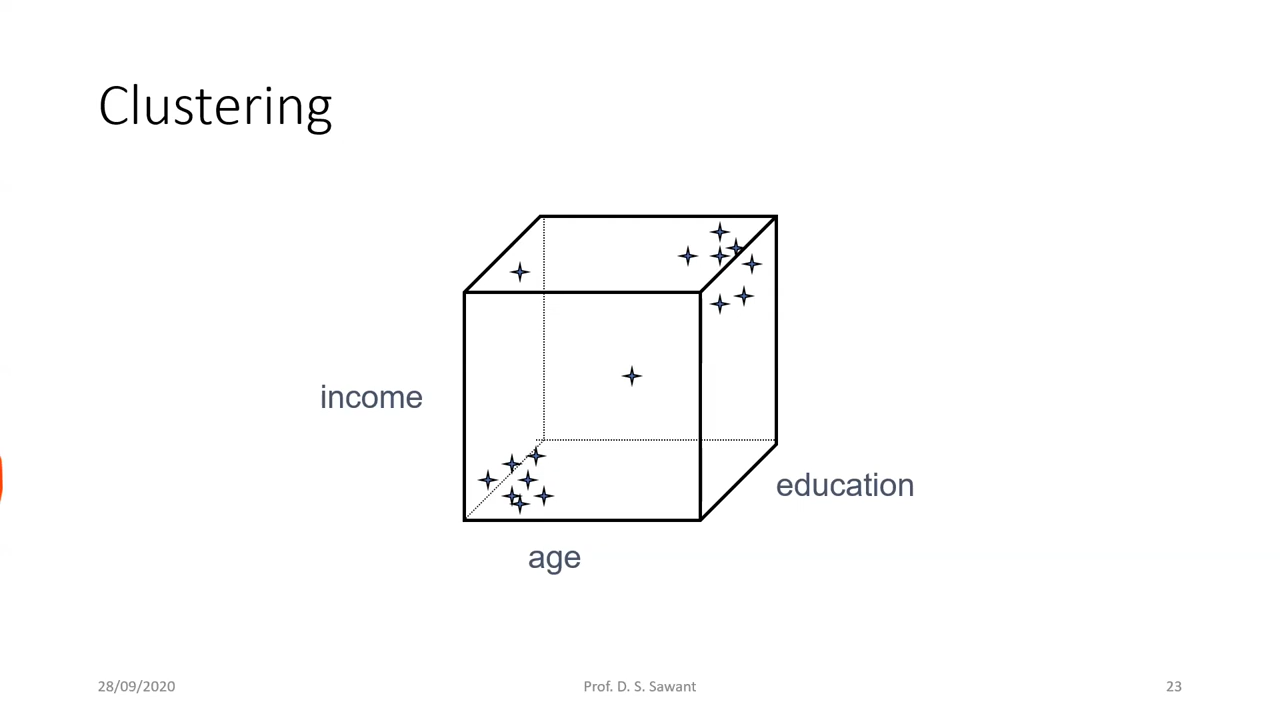 Clustering
income
education
age
28/09/2020
Prof. D. S. Sawant
23